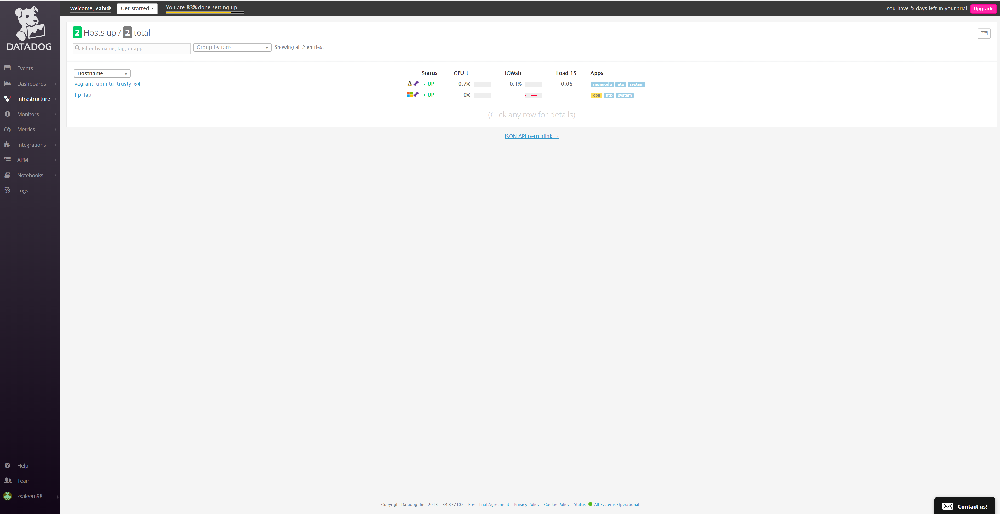 DATADOG
Welcome, Zahid! Get started ▾ You are 83% done setting up. You have 5 days left in your trial. Upgrade
2 Hosts up / 2 total
Filter by name, tag, or app Group by tags: Showing all 2 entries.
Hostname Status CPU ↓ IOWait Load 15 Apps
vagrant-ubuntu-trusty-64 UP 0.7% 0.1% 0.05 mongodb ntp system
hp-lap UP 0% cpu ntp system
(Click any row for details)
JSON API permalink →
Events
Dashboards
Infrastructure
Monitors
Metrics
Integrations
APM
Notebooks
Logs
Help
Team
zsaleem98
Copyright Datadog, Inc. 2018 - 34.387107 - Free-Trial Agreement - Privacy Policy - Cookie Policy - Status All Systems Operational
Contact us!